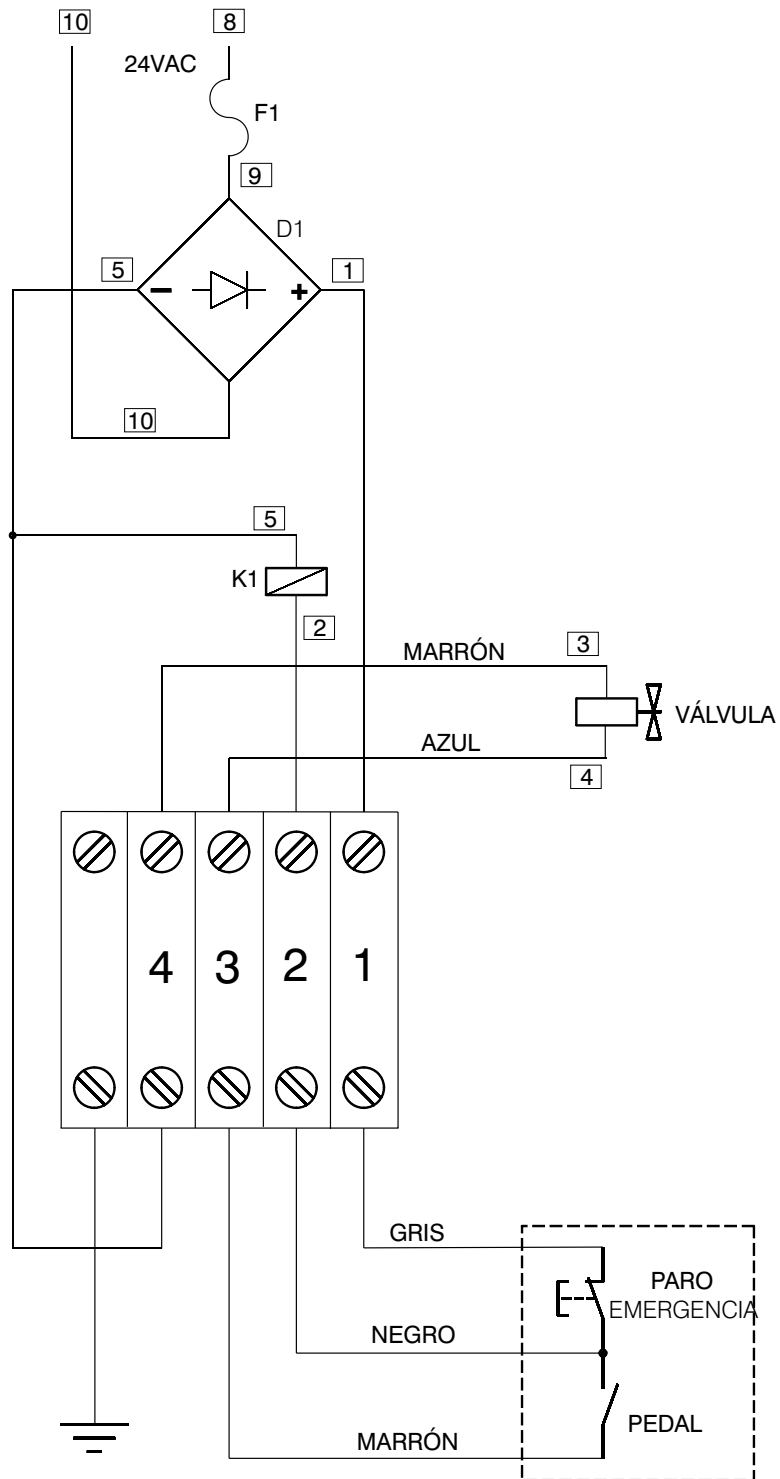 10
8
24VAC
F1
9
D1
5
1
- +
10
5
K1
2
MARRÓN
3
VÁLVULA
AZUL
4
4 3 2 1
GRIS
PARO
EMERGENCIA
NEGRO
PEDAL
MARRÓN